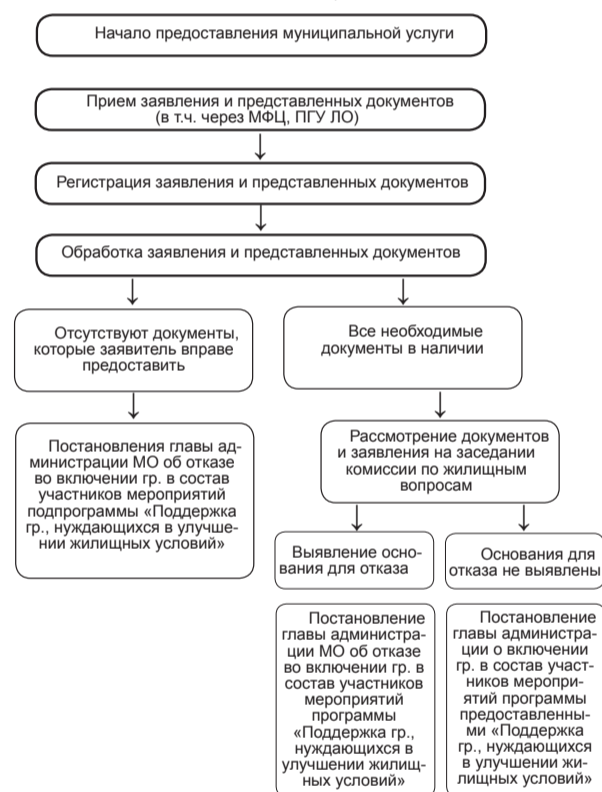 Начало предоставления муниципальной услуги
Прием заявления и представленных документов
(в т.ч. через МФЦ, ПГУ ЛО)
Регистрация заявления и представленных документов
Обработка заявления и представленных документов
Отсутствуют документы,
которые заявитель вправе
предоставить
Все необходимые
документы в наличии
Постановления главы ад-
министрации МО об отказе
во включении гр. в состав
участников мероприятий
подпрограммы «Поддержка
гр., нуждающихся в улучше-
нии жилищных условий»
Рассмотрение документов
и заявления на заседании
комиссии по жилищным
вопросам
Выявление осно-
вания для отказа
Основания для
отказа не выявлены
Постановление
главы администра-
ции МО об отказе
во включении гр. в
состав участников
мероприятий
программы
«Поддержка гр.,
нуждающихся в
улучшении жилищ-
ных условий»
Постановление
главы администра-
ции о включении
гр. в состав участ-
ников меропри-
ятий программы
предоставленны-
ми «Поддержка
гр., нуждающихся
в улучшении жи-
лищных условий»